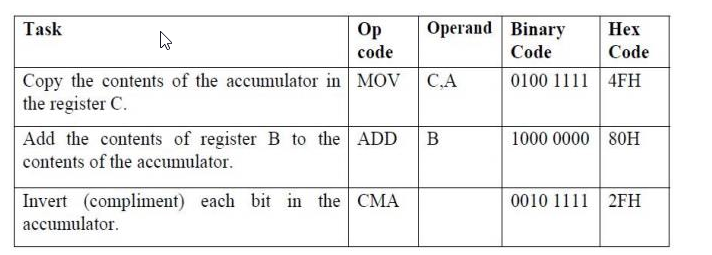 Task Op code Operand Binary Code Hex Code
Copy the contents of the accumulator in the register C. MOV C,A 0100 1111 4FH
Add the contents of register B to the contents of the accumulator. ADD B 1000 0000 80H
Invert (compliment) each bit in the accumulator. CMA 0010 1111 2FH